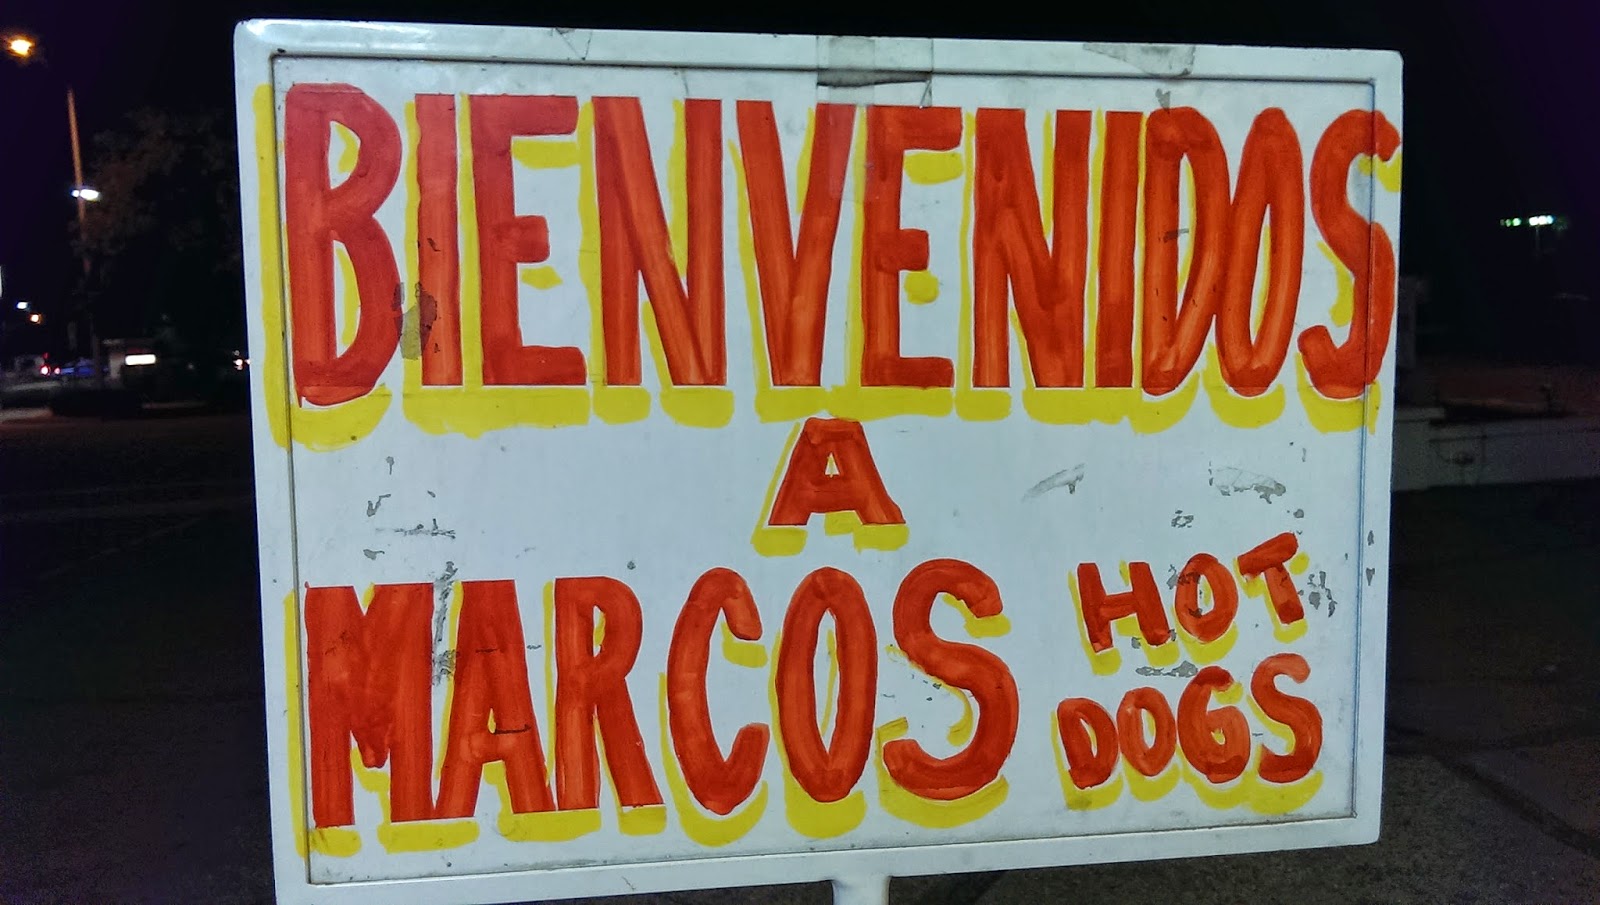 BIENVENIDOS
A
MARCOS HOT
DOGS